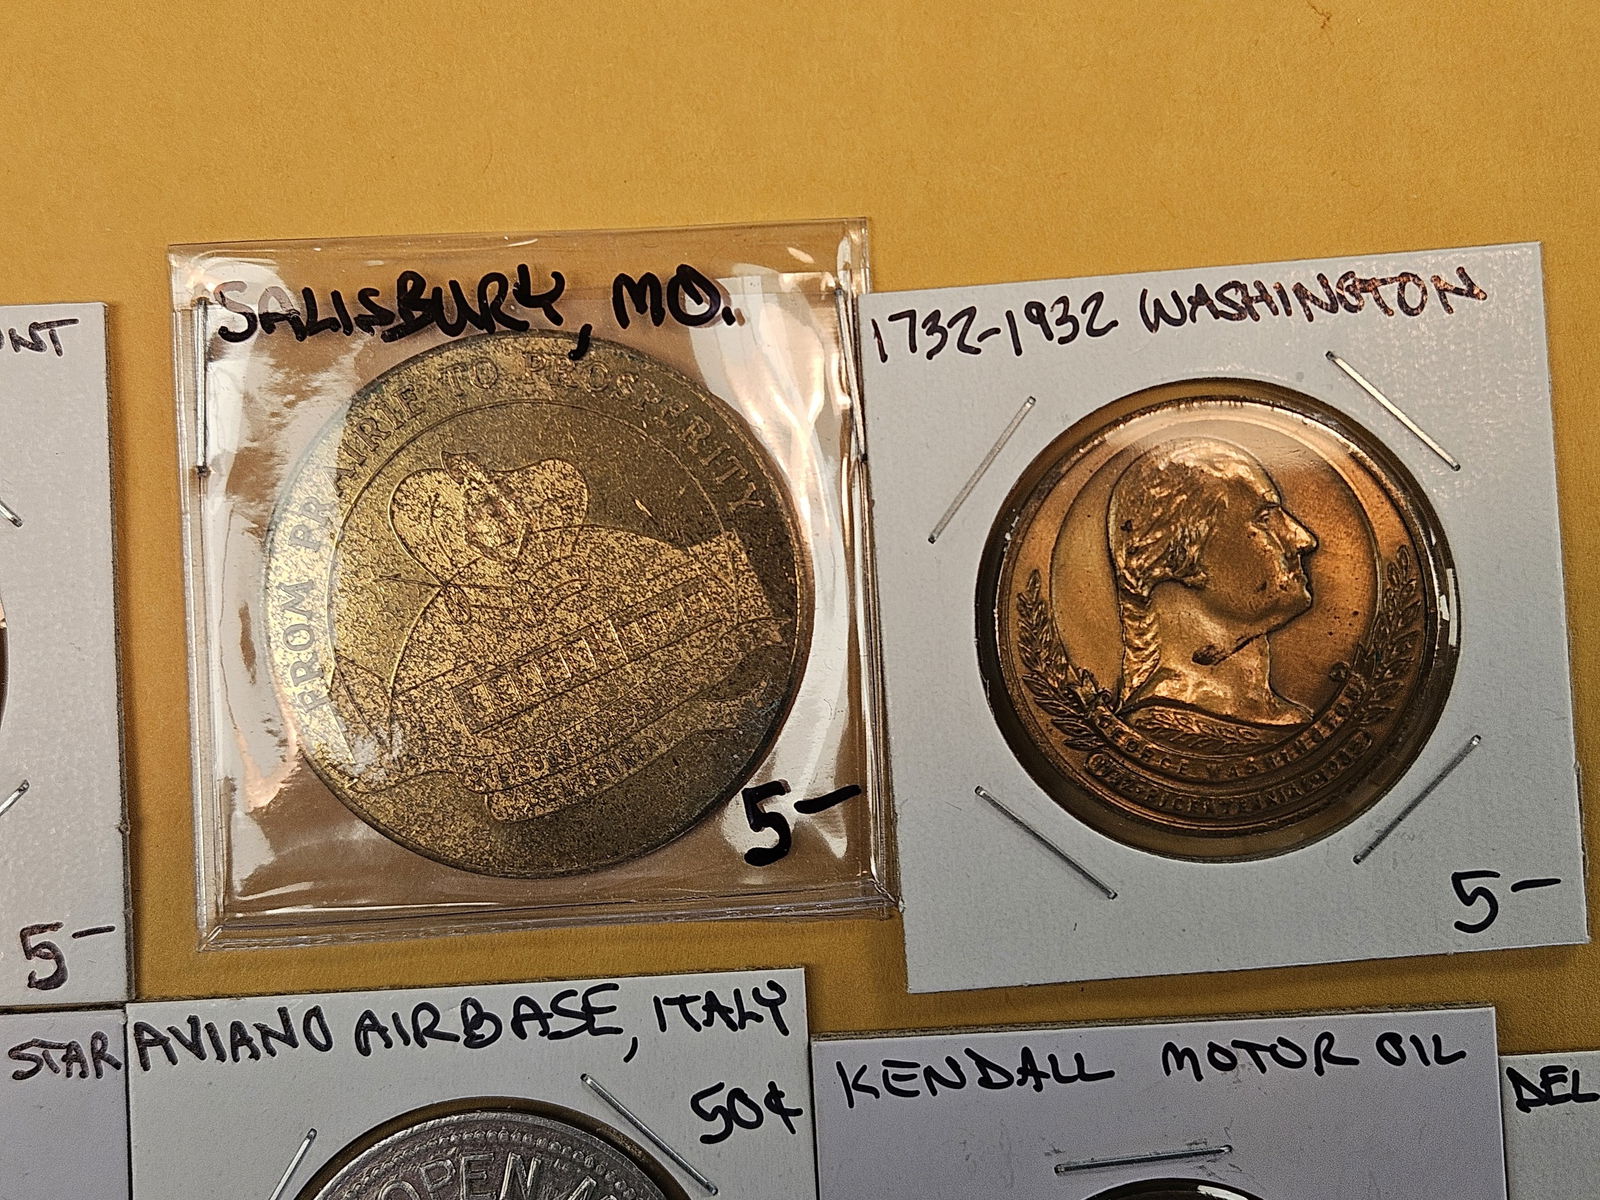 SALISBURY, MO.
FROM PRAIRIE TO PROSPERITY
5-
1732-1932 WASHINGTON
GEORGE WASHINGTON
5-
5-
STAR
AVIANO AIRBASE, ITALY
50¢
OPEN
KENDALL MOTOR OIL
DEL